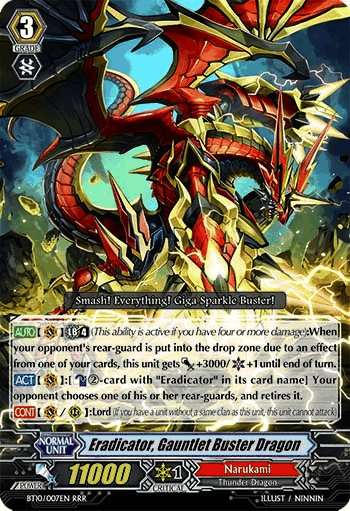 3
GRADE
Smash! Everything! Giga Sparkle Buster!
AUTO [ ] LB 4 (This ability is active if you have four or more damage):When
your opponent's rear-guard is put into the drop zone due to an effect
from one of your cards, this unit gets +3000/ +1 until end of turn.
ACT [ ]:[ ②-card with "Eradicator" in its card name] Your
opponent chooses one of his or her rear-guards, and retires it.
CONT [ / ]:Lord (If you have a unit without a same clan as this unit, this unit cannot attack)
NORMAL UNIT Eradicator, Gauntlet Buster Dragon
POWER 11000 1 CRITICAL Narukami
Thunder Dragon
BT10/007EN RRR ILLUST / NINNIN